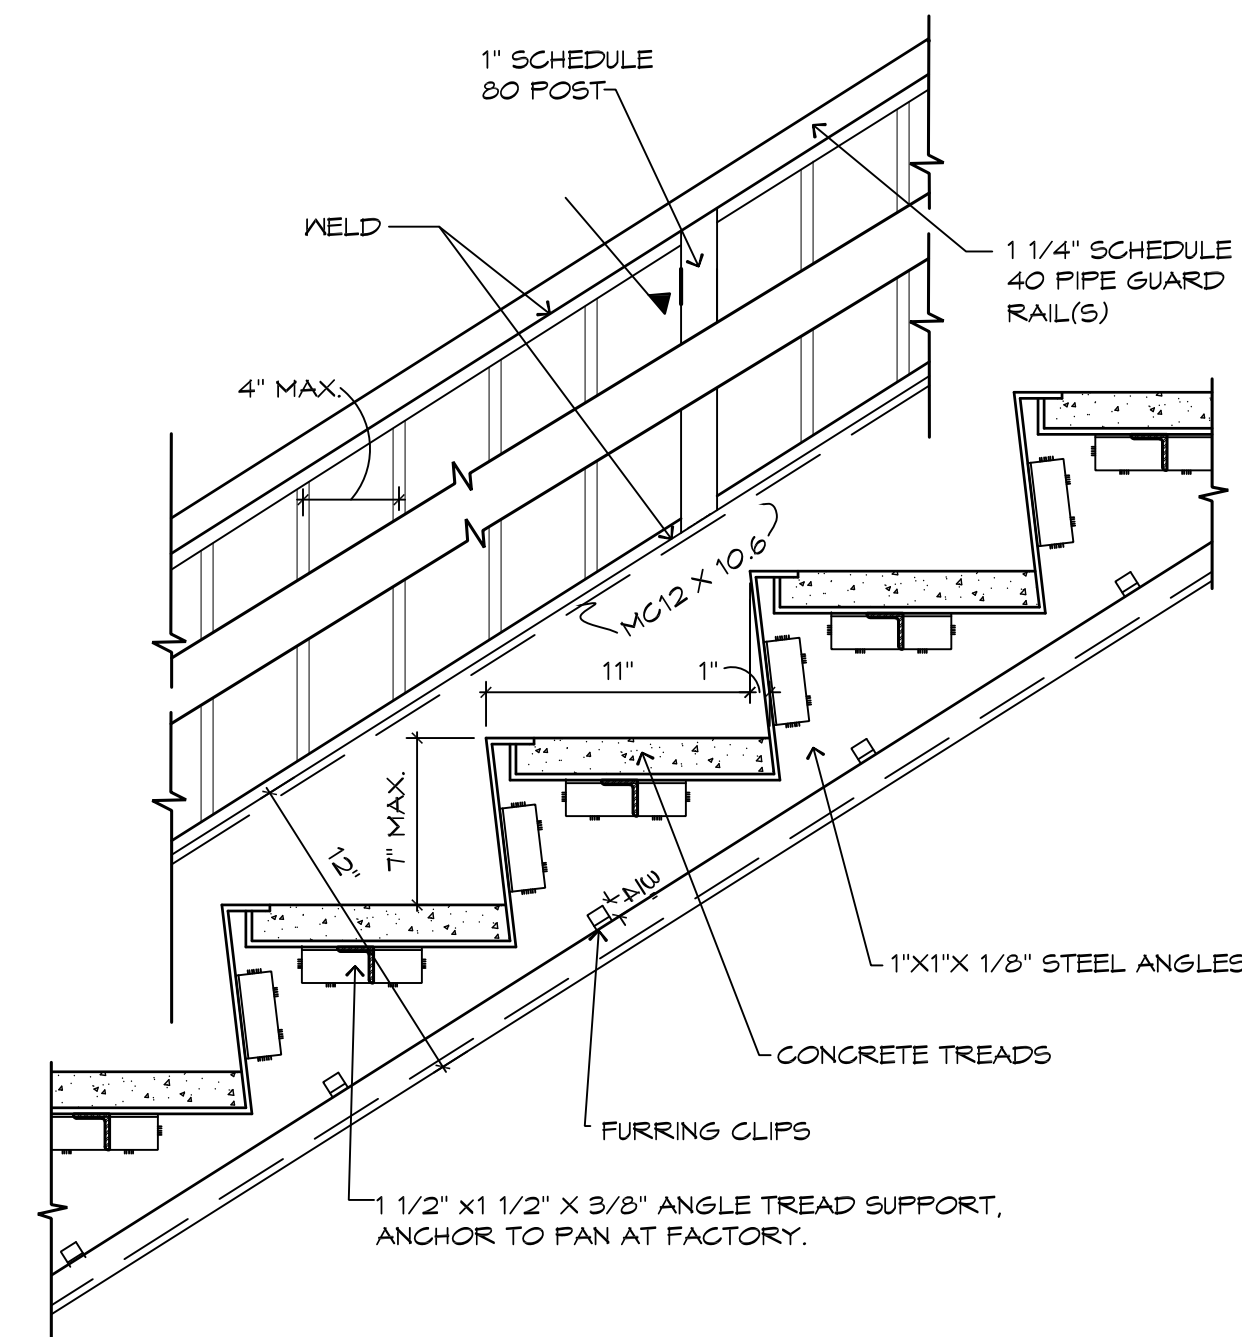 1" SCHEDULE
80 POST
WELD
1 1/4" SCHEDULE
40 PIPE GUARD
RAIL(S)
4" MAX.
MC12 X 10.6
11"
1"
7" MAX.
12"
3/4
1"X1"X 1/8" STEEL ANGLES
CONCRETE TREADS
FURRING CLIPS
1 1/2" X1 1/2" X 3/8" ANGLE TREAD SUPPORT,
ANCHOR TO PAN AT FACTORY.